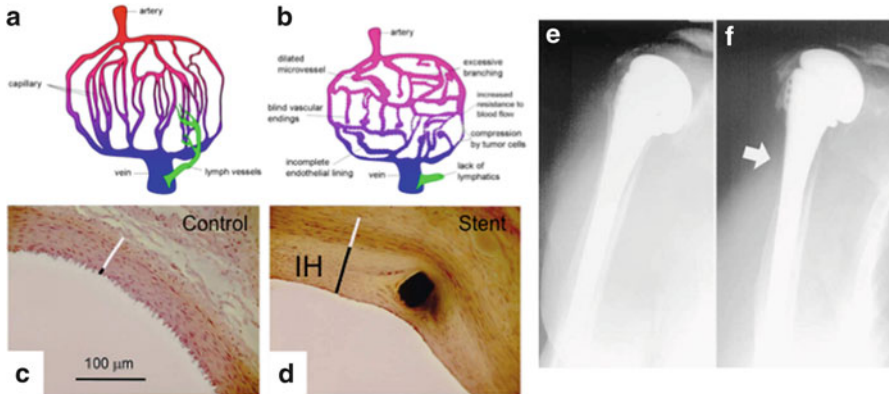 a
artery
capillary
vein
lymph vessels
b
artery
dilated
microvessel
excessive
branching
blind vascular
endings
increased
resistance to
blood flow
compression
by tumor cells
incomplete
endothelial lining
vein
lack of
lymphatics
Control
100 μm
c
Stent
IH
d
e
f